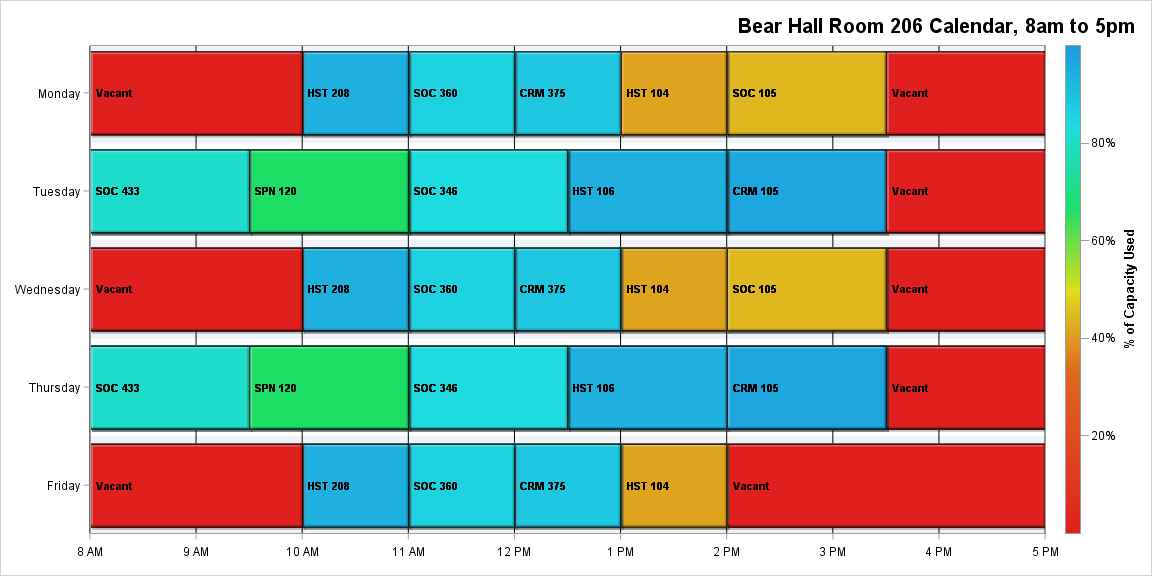 Bear Hall Room 206 Calendar, 8am to 5pm
Monday
Vacant
HST 208
SOC 360
CRM 375
HST 104
SOC 105
Vacant
Tuesday
SOC 433
SPN 120
SOC 346
HST 106
CRM 105
Vacant
Wednesday
Vacant
HST 208
SOC 360
CRM 375
HST 104
SOC 105
Vacant
Thursday
SOC 433
SPN 120
SOC 346
HST 106
CRM 105
Vacant
Friday
Vacant
HST 208
SOC 360
CRM 375
HST 104
Vacant
8 AM
9 AM
10 AM
11 AM
12 PM
1 PM
2 PM
3 PM
4 PM
5 PM
80%
60%
40%
20%
% of Capacity Used